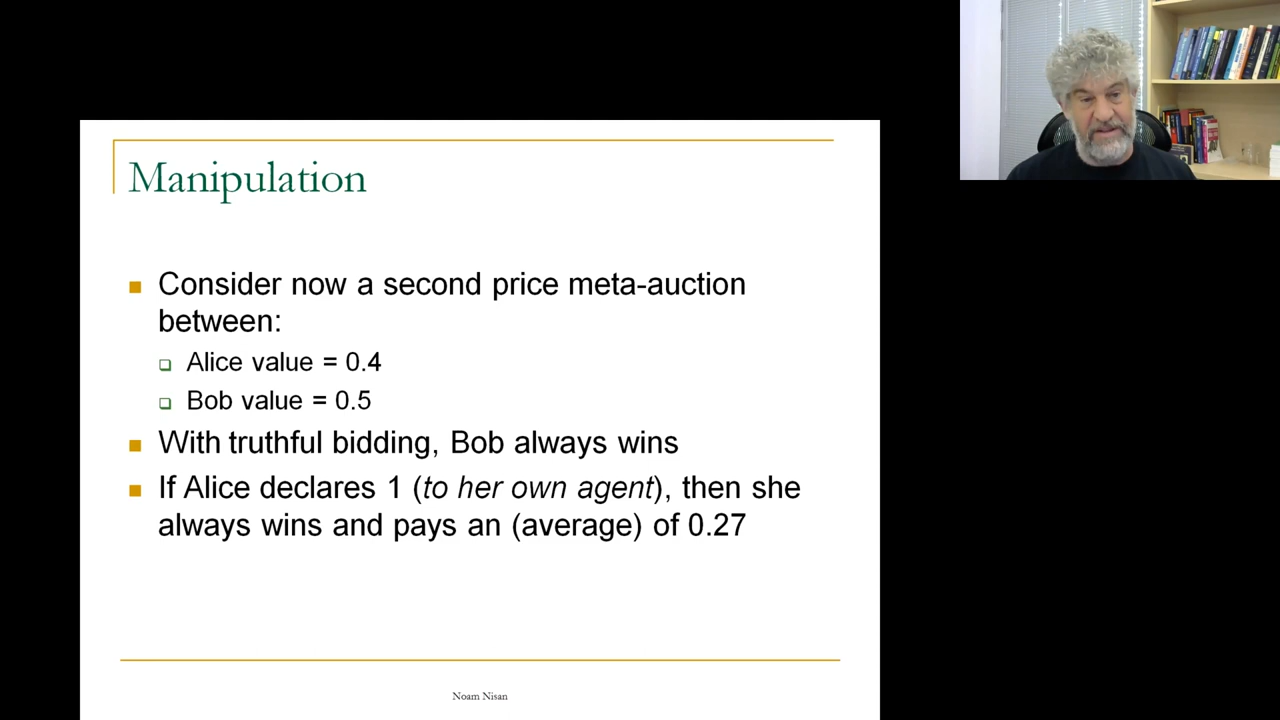 Manipulation
Consider now a second price meta-auction
between:
Alice value = 0.4
Bob value = 0.5
With truthful bidding, Bob always wins
If Alice declares 1 (to her own agent), then she
always wins and pays an (average) of 0.27
Noam Nisan